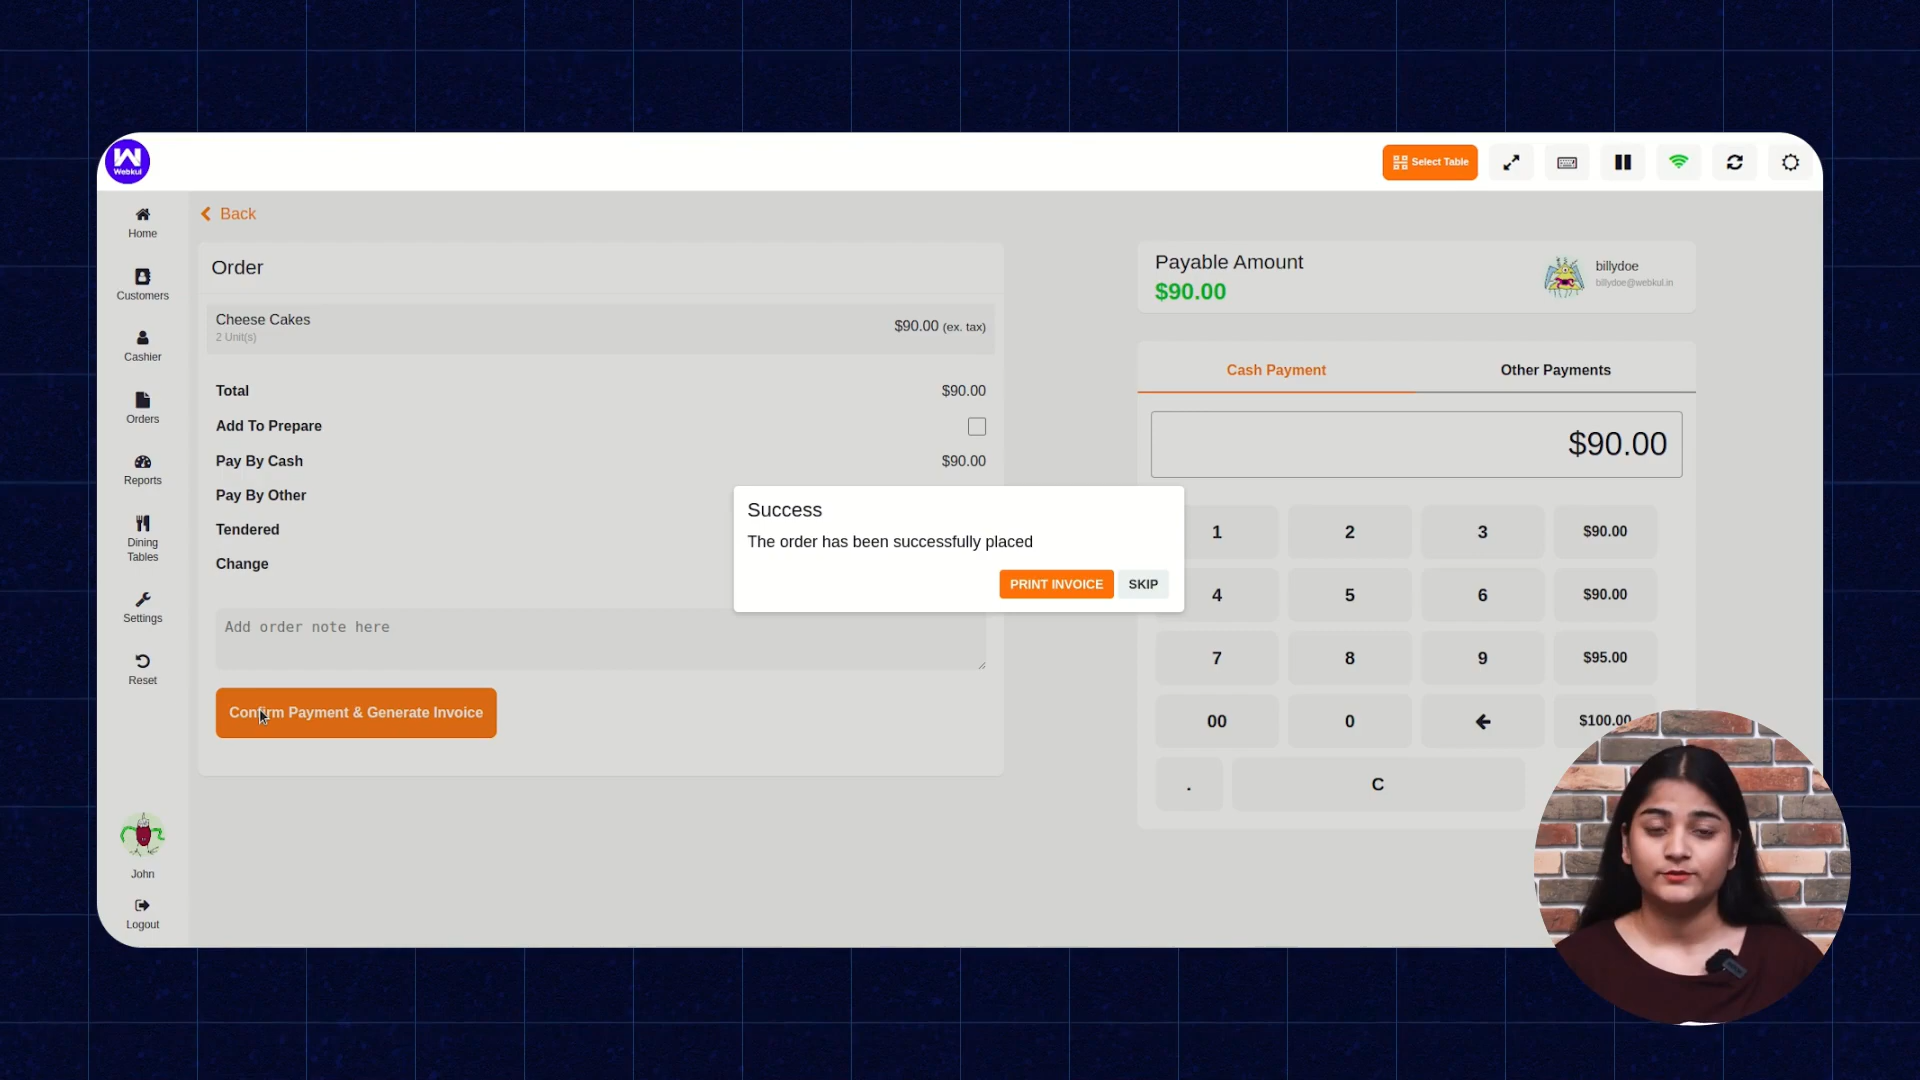 W
Webkul
Select Table
Home
Customers
Cashier
Orders
Reports
Dining
Tables
Settings
Reset
John
Logout
Back
Order
Cheese Cakes
2 Unit(s)
$90.00 (ex. tax)
Total
$90.00
Add To Prepare
Pay By Cash
$90.00
Pay By Other
Tendered
Change
Add order note here
Confirm Payment & Generate Invoice
Success
The order has been successfully placed
PRINT INVOICE
SKIP
Payable Amount
$90.00
billydoe
billydoe@webkul.in
Cash Payment
Other Payments
$90.00
1
2
3
$90.00
4
5
6
$90.00
7
8
9
$95.00
00
0
$100.00
.
C